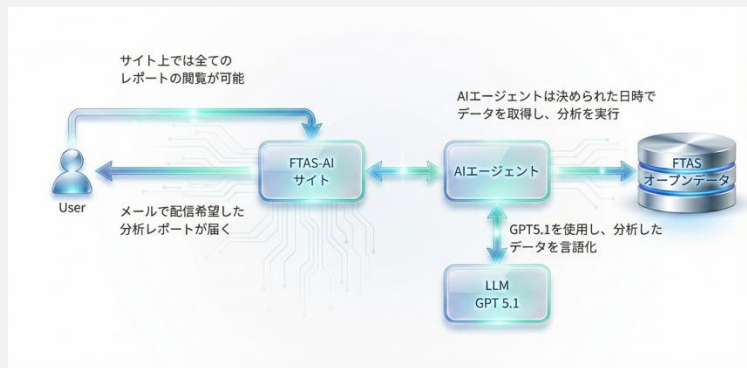 サイト上では全ての
レポートの閲覧が可能
AIエージェントは決められた日時で
データを取得し、分析を実行
FTAS-AI
サイト
AIエージェント
FTAS
オープンデータ
User
メールで配信希望した
分析レポートが届く
GPT5.1を使用し、分析した
データを言語化
LLM
GPT 5.1